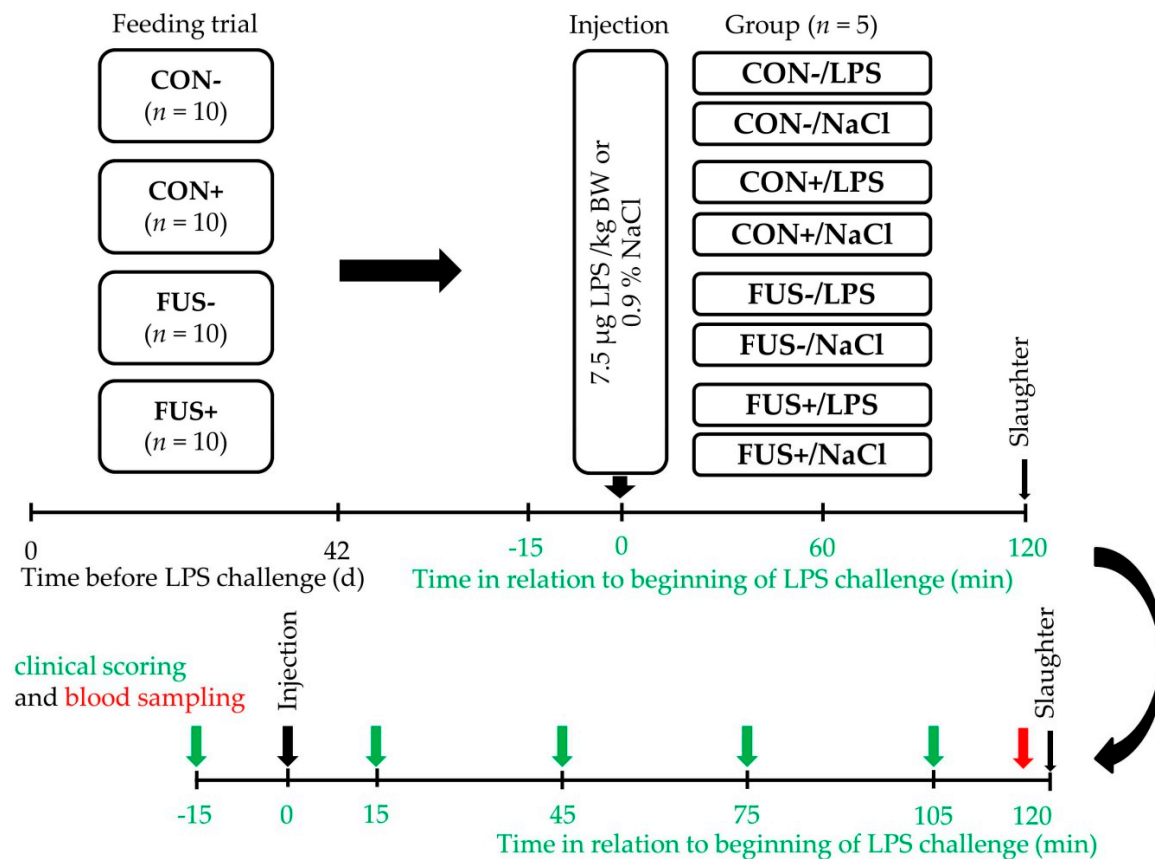 Feeding trial
CON-
(n = 10)
CON+
(n = 10)
FUS-
(n = 10)
FUS+
(n = 10)
Injection
7.5 µg LPS /kg BW or
0.9 % NaCl
Group (n = 5)
CON-/LPS
CON-/NaCl
CON+/LPS
CON+/NaCl
FUS-/LPS
FUS-/NaCl
FUS+/LPS
FUS+/NaCl
Slaughter
0 42 -15 0 60 120
Time before LPS challenge (d) Time in relation to beginning of LPS challenge (min)
clinical scoring
and blood sampling
Injection
Slaughter
-15 0 15 45 75 105 120
Time in relation to beginning of LPS challenge (min)